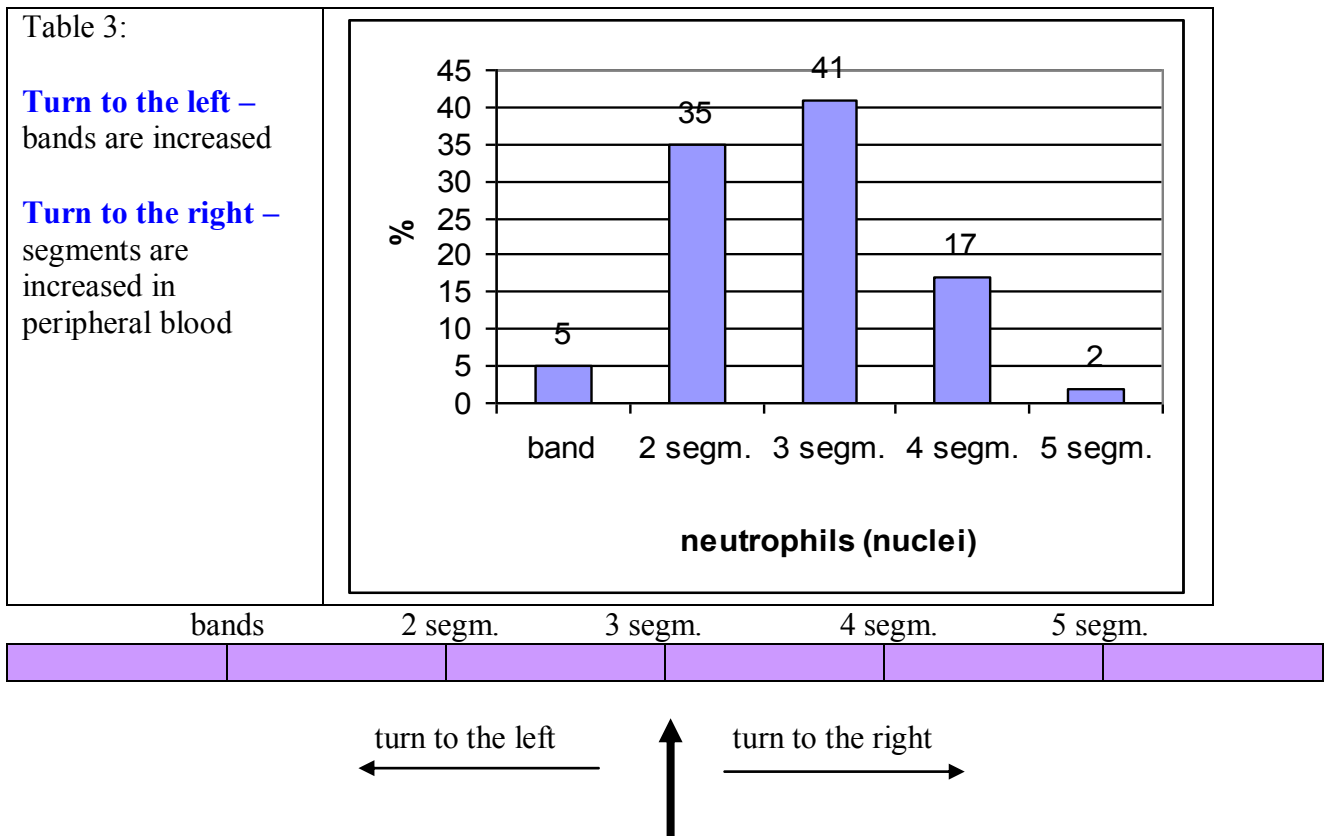 Table 3:
Turn to the left –
bands are increased
Turn to the right –
segments are
increased in
peripheral blood
45
40
35
30
25
20
15
10
5
0
%
5
35
41
17
2
band 2 segm. 3 segm. 4 segm. 5 segm.
neutrophils (nuclei)
bands 2 segm. 3 segm. 4 segm. 5 segm.
turn to the left turn to the right